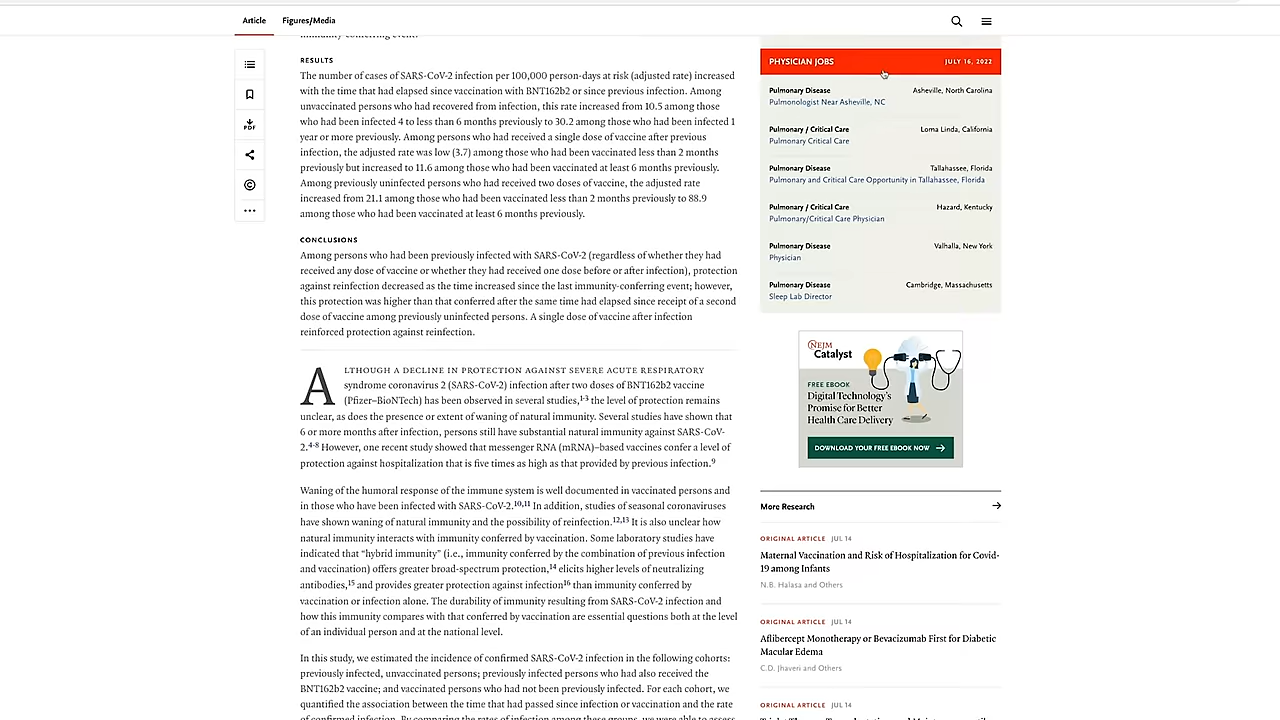 Article Figures/Media
immunity-conferring event.
RESULTS
The number of cases of SARS-CoV-2 infection per 100,000 person-days at risk (adjusted rate) increased
with the time that had elapsed since vaccination with BNT162b2 or since previous infection. Among
unvaccinated persons who had recovered from infection, this rate increased from 10.5 among those
who had been infected 4 to less than 6 months previously to 30.2 among those who had been infected 1
year or more previously. Among persons who had received a single dose of vaccine after previous
infection, the adjusted rate was low (3.7) among those who had been vaccinated less than 2 months
previously but increased to 11.6 among those who had been vaccinated at least 6 months previously.
Among previously uninfected persons who had received two doses of vaccine, the adjusted rate
increased from 21.1 among those who had been vaccinated less than 2 months previously to 88.9
among those who had been vaccinated at least 6 months previously.
CONCLUSIONS
Among persons who had been previously infected with SARS-CoV-2 (regardless of whether they had
received any dose of vaccine or whether they had received one dose before or after infection), protection
against reinfection decreased as the time increased since the last immunity-conferring event; however,
this protection was higher than that conferred after the same time had elapsed since receipt of a second
dose of vaccine among previously uninfected persons. A single dose of vaccine after infection
reinforced protection against reinfection.
ALTHOUGH A DECLINE IN PROTECTION AGAINST SEVERE ACUTE RESPIRATORY
syndrome coronavirus 2 (SARS-CoV-2) infection after two doses of BNT162b2 vaccine
(Pfizer–BioNTech) has been observed in several studies,1-3 the level of protection remains
unclear, as does the presence or extent of waning of natural immunity. Several studies have shown that
6 or more months after infection, persons still have substantial natural immunity against SARS-CoV-
2.4-8 However, one recent study showed that messenger RNA (mRNA)–based vaccines confer a level of
protection against hospitalization that is five times as high as that provided by previous infection.9
Waning of the humoral response of the immune system is well documented in vaccinated persons and
in those who have been infected with SARS-CoV-2.10,11 In addition, studies of seasonal coronaviruses
have shown waning of natural immunity and the possibility of reinfection.12,13 It is also unclear how
natural immunity interacts with immunity conferred by vaccination. Some laboratory studies have
indicated that “hybrid immunity” (i.e., immunity conferred by the combination of previous infection
and vaccination) offers greater broad-spectrum protection,14 elicits higher levels of neutralizing
antibodies,15 and provides greater protection against infection16 than immunity conferred by
vaccination or infection alone. The durability of immunity resulting from SARS-CoV-2 infection and
how this immunity compares with that conferred by vaccination are essential questions both at the level
of an individual person and at the national level.
In this study, we estimated the incidence of confirmed SARS-CoV-2 infection in the following cohorts:
previously infected, unvaccinated persons; previously infected persons who had also received the
BNT162b2 vaccine; and vaccinated persons who had not been previously infected. For each cohort, we
quantified the association between the time that had passed since infection or vaccination and the rate
of confirmed infection. By comparing the rates of infection among these groups, we were able to assess
PDF
PHYSICIAN JOBS JULY 16, 2022
Pulmonary Disease Asheville, North Carolina
Pulmonologist Near Asheville, NC
Pulmonary / Critical Care Loma Linda, California
Pulmonary Critical Care
Pulmonary Disease Tallahassee, Florida
Pulmonary and Critical Care Opportunity in Tallahassee, Florida
Pulmonary / Critical Care Hazard, Kentucky
Pulmonary/Critical Care Physician
Pulmonary Disease Valhalla, New York
Physician
Pulmonary Disease Cambridge, Massachusetts
Sleep Lab Director
NEJM
Catalyst
FREE EBOOK
Digital Technology's
Promise for Better
Health Care Delivery
DOWNLOAD YOUR FREE EBOOK NOW
More Research
ORIGINAL ARTICLE JUL 14
Maternal Vaccination and Risk of Hospitalization for Covid-
19 among Infants
N.B. Halasa and Others
ORIGINAL ARTICLE JUL 14
Aflibercept Monotherapy or Bevacizumab First for Diabetic
Macular Edema
C.D. Jhaveri and Others
ORIGINAL ARTICLE JUL 14